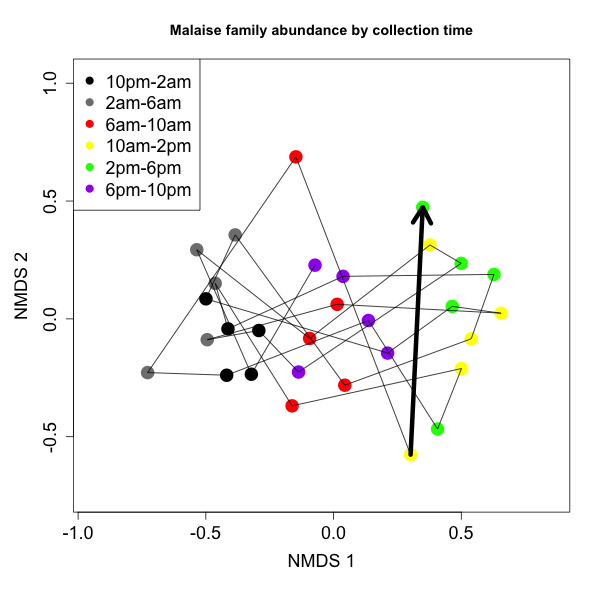 Malaise family abundance by collection time
10pm-2am
2am-6am
6am-10am
10am-2pm
2pm-6pm
6pm-10pm
1.0
0.5
0.0
-0.5
NMDS 2
-1.0 -0.5 0.0 0.5
NMDS 1